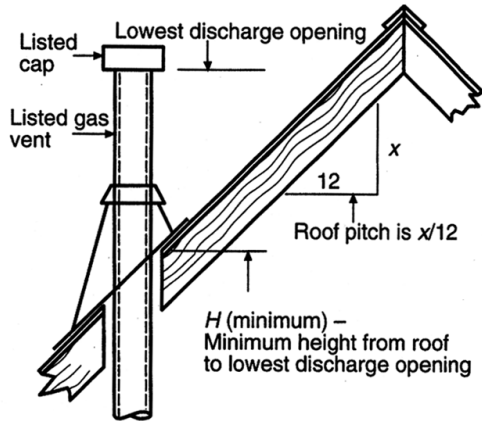 Listed
cap
Lowest discharge opening
Listed gas
vent
x
12
Roof pitch is x/12
H (minimum) –
Minimum height from roof
to lowest discharge opening